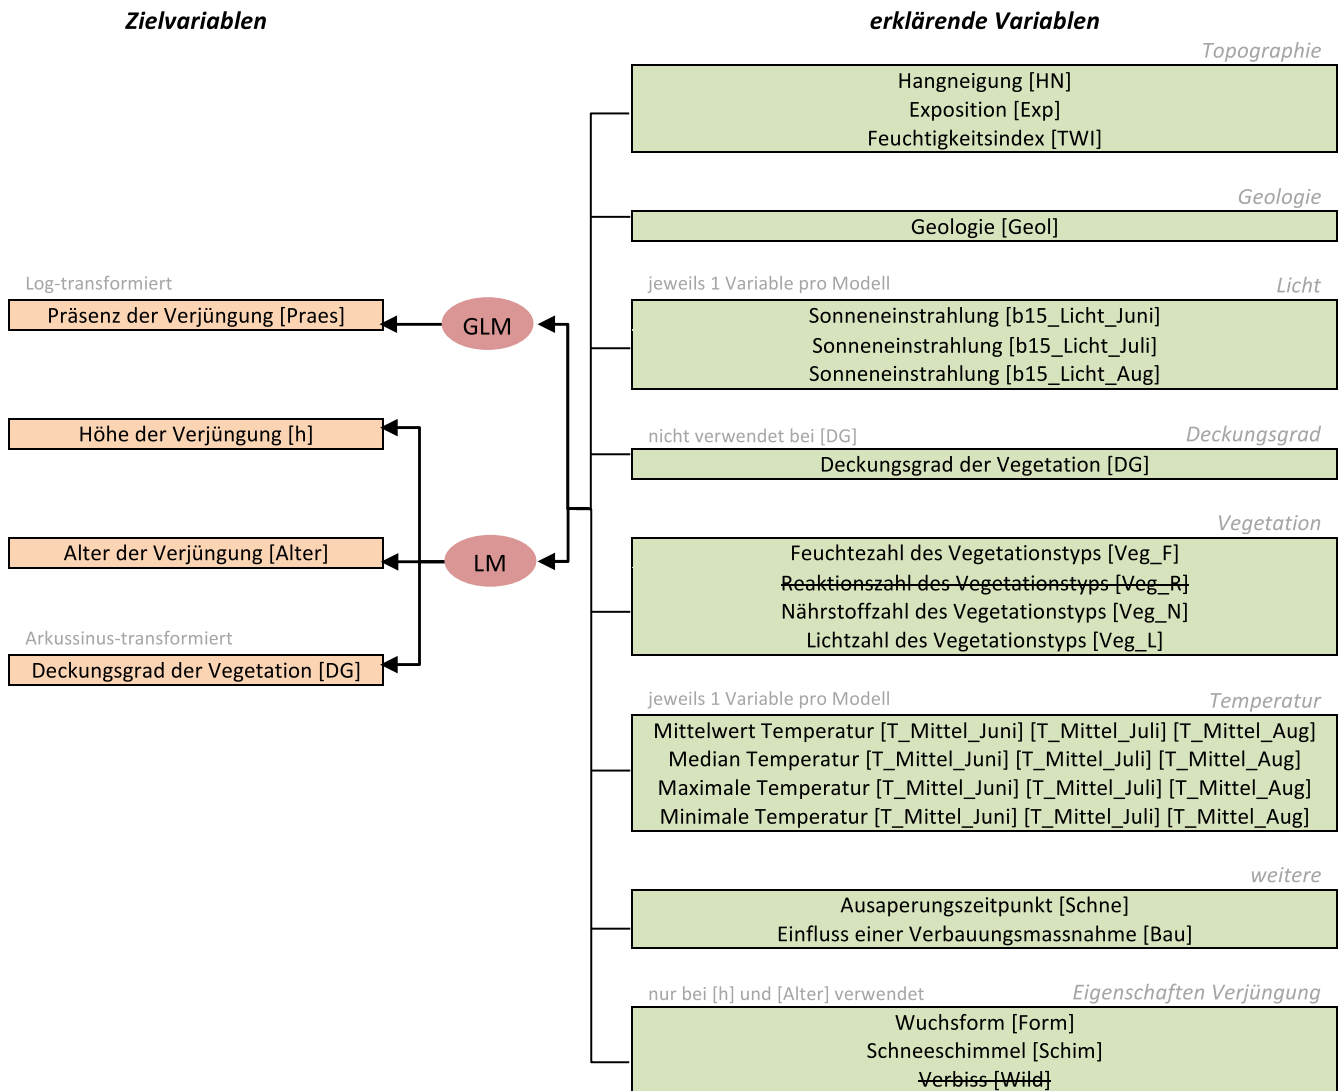 Zielvariablen
erklärende Variablen
Topographie
Hangneigung [HN]
Exposition [Exp]
Feuchtigkeitsindex [TWI]
Geologie
Geologie [Geol]
Log-transformiert
Präsenz der Verjüngung [Praes]
GLM
jeweils 1 Variable pro Modell
Licht
Sonneneinstrahlung [b15_Licht_Juni]
Sonneneinstrahlung [b15_Licht_Juli]
Sonneneinstrahlung [b15_Licht_Aug]
Höhe der Verjüngung [h]
nicht verwendet bei [DG]
Deckungsgrad
Deckungsgrad der Vegetation [DG]
Alter der Verjüngung [Alter]
LM
Arkussinus-transformiert
Deckungsgrad der Vegetation [DG]
Vegetation
Feuchtezahl des Vegetationstyps [Veg_F]
Reaktionszahl des Vegetationstyps [Veg_R]
Nährstoffzahl des Vegetationstyps [Veg_N]
Lichtzahl des Vegetationstyps [Veg_L]
jeweils 1 Variable pro Modell
Temperatur
Mittelwert Temperatur [T_Mittel_Juni] [T_Mittel_Juli] [T_Mittel_Aug]
Median Temperatur [T_Mittel_Juni] [T_Mittel_Juli] [T_Mittel_Aug]
Maximale Temperatur [T_Mittel_Juni] [T_Mittel_Juli] [T_Mittel_Aug]
Minimale Temperatur [T_Mittel_Juni] [T_Mittel_Juli] [T_Mittel_Aug]
weitere
Ausaperungszeitpunkt [Schne]
Einfluss einer Verbauungsmassnahme [Bau]
nur bei [h] und [Alter] verwendet
Eigenschaften Verjüngung
Wuchsform [Form]
Schneeschimmel [Schim]
Verbiss [Wild]